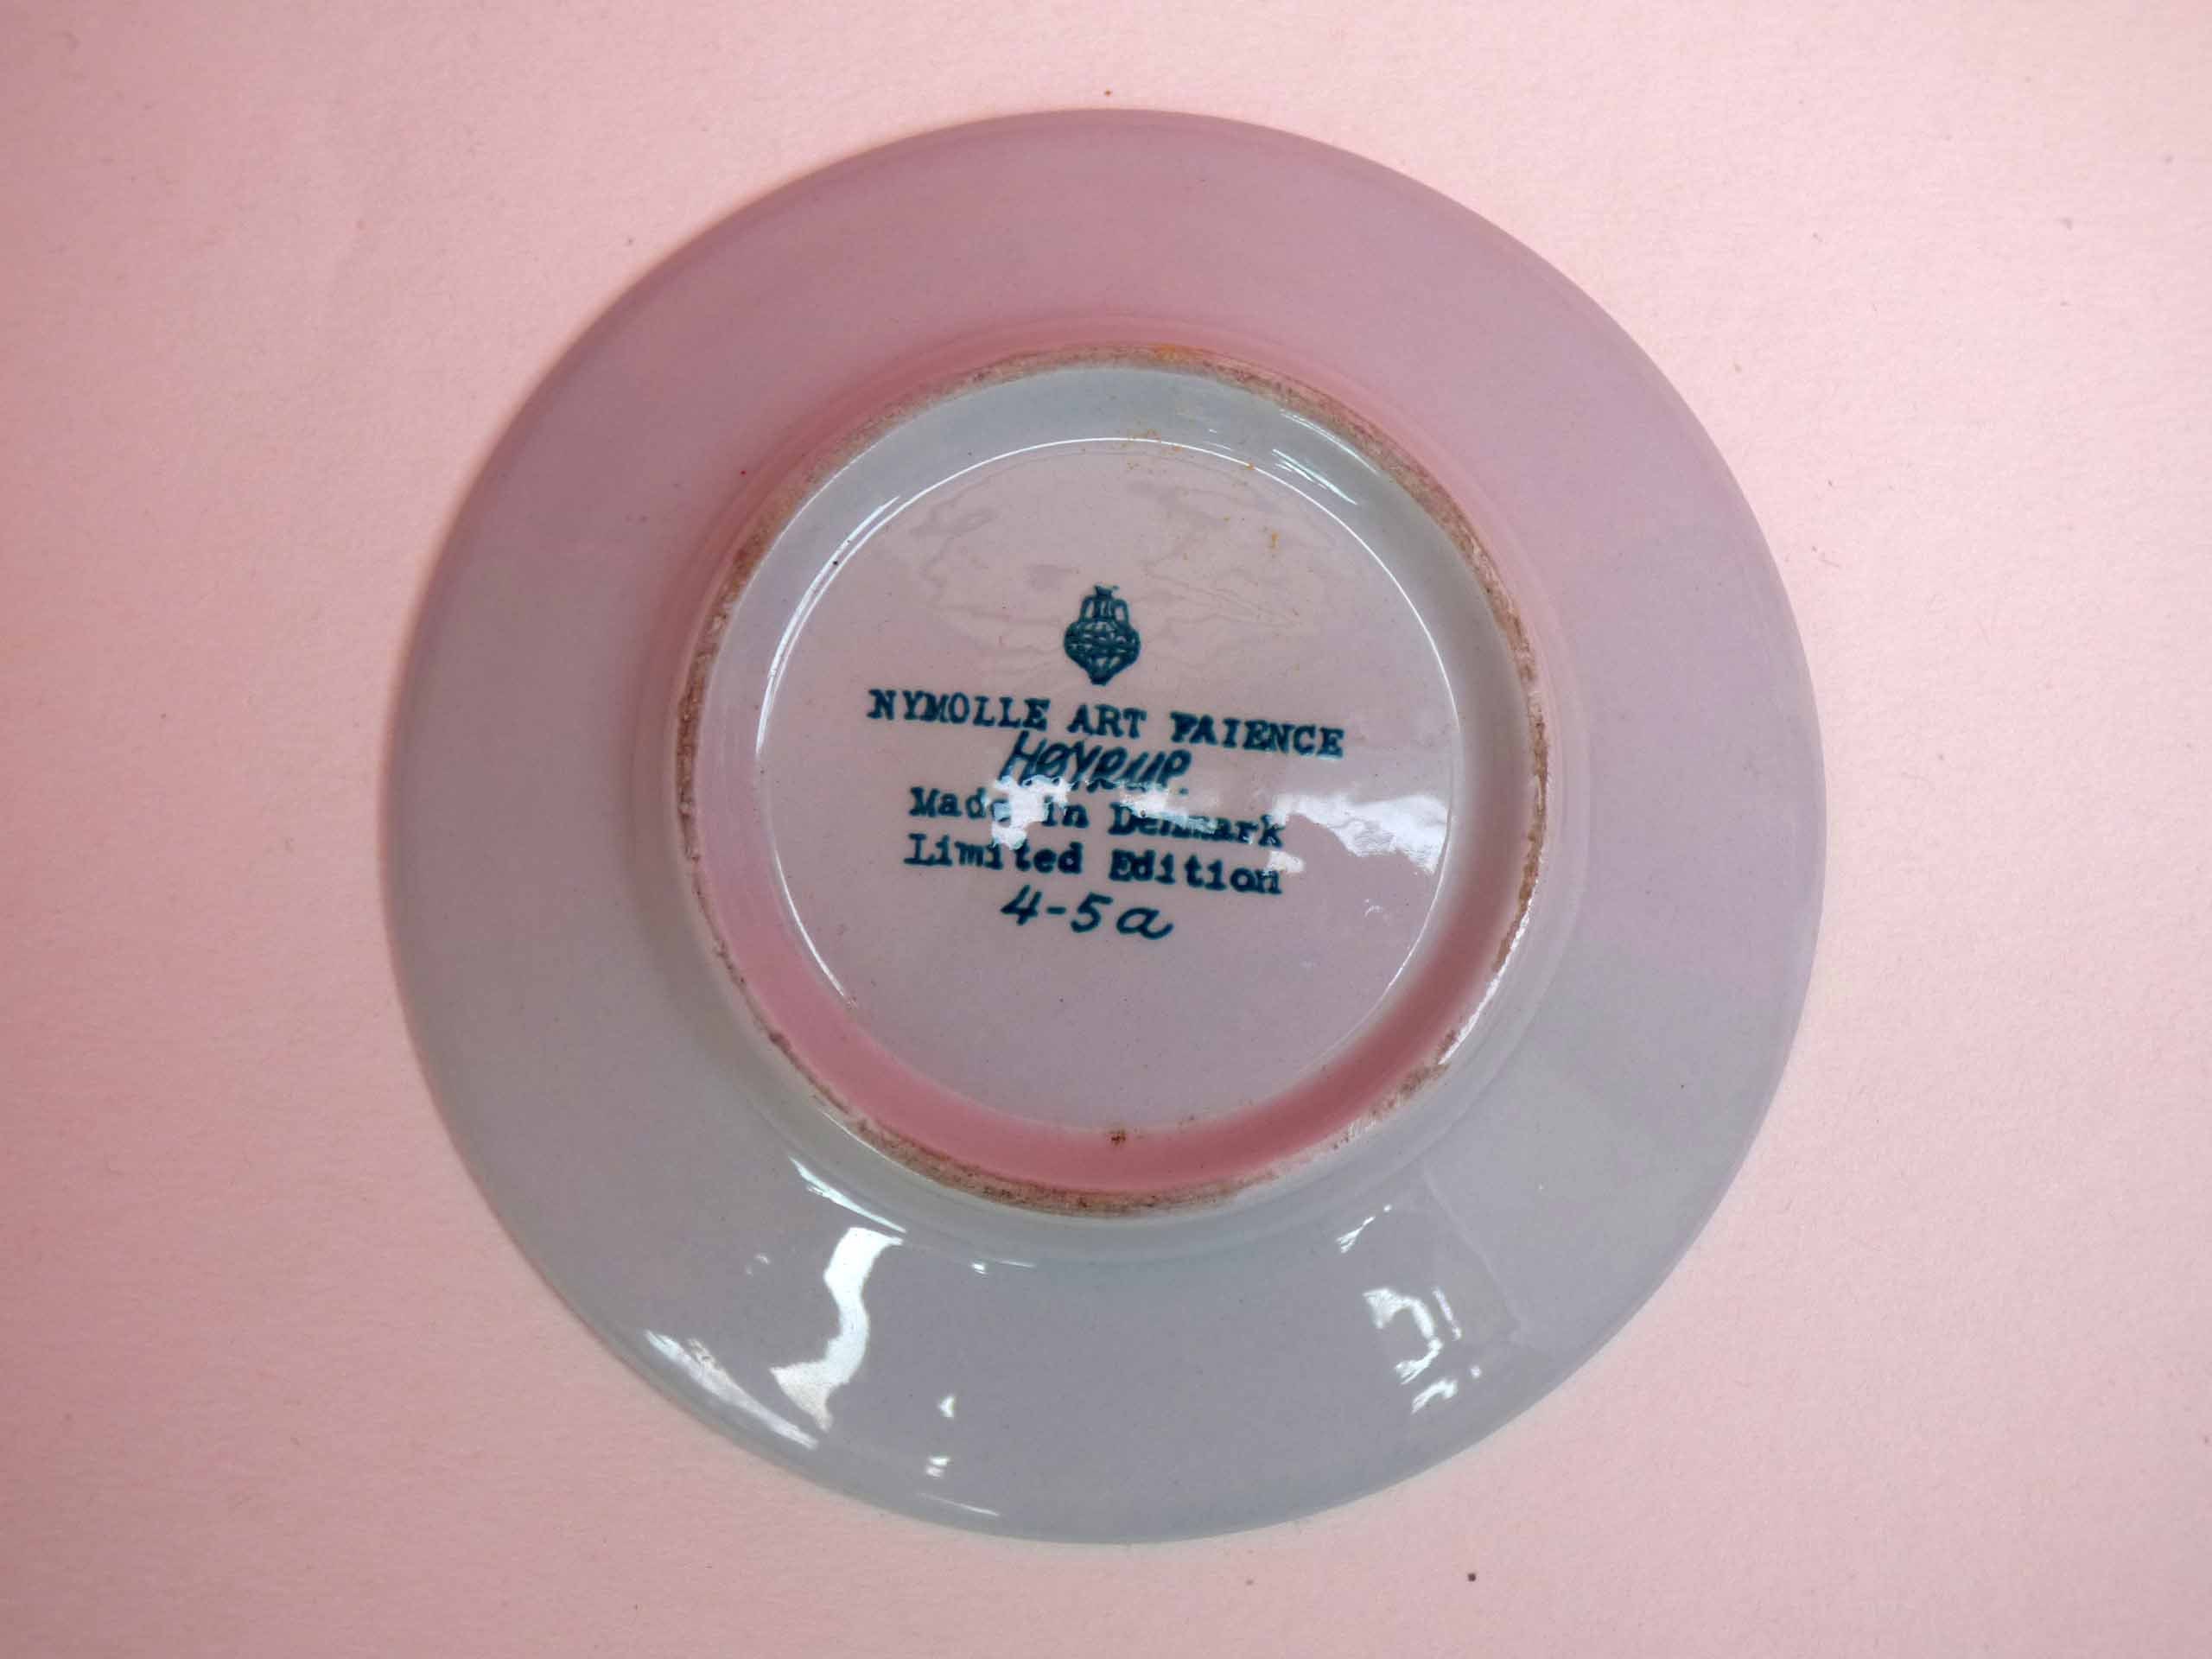 NYMOLLE ART FAIENCE
HØYRUP.
Made in Denmark
Limited Edition
4-5a